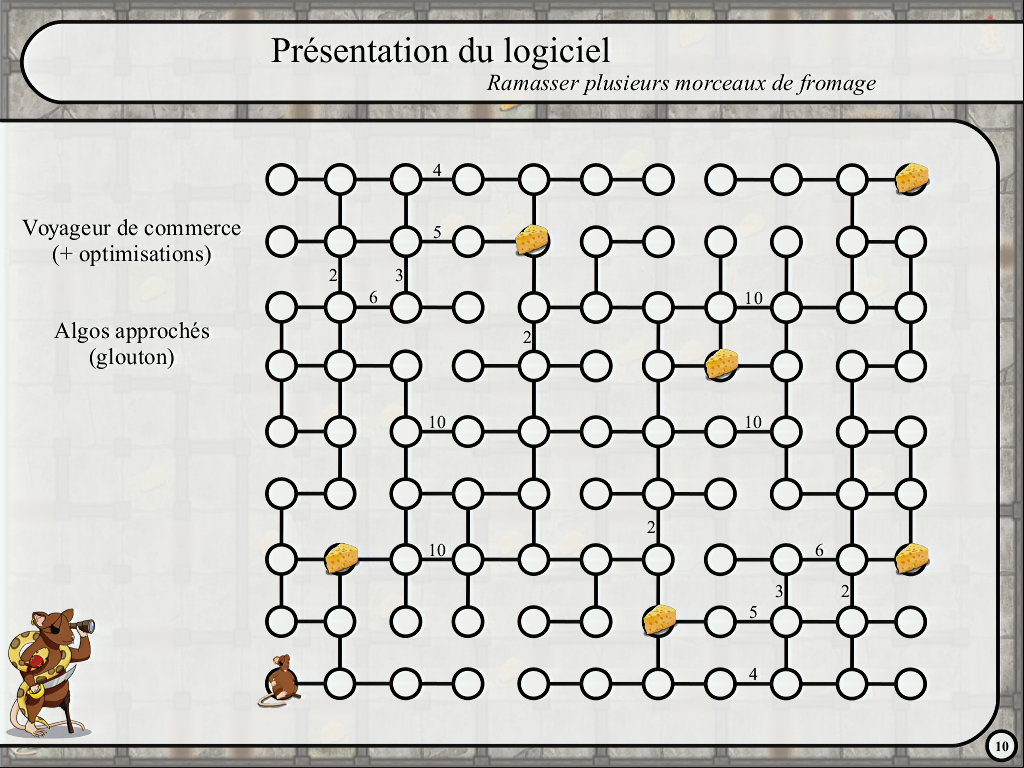 Présentation du logiciel
Ramasser plusieurs morceaux de fromage
4
Voyageur de commerce
(+ optimisations)
5
2 3
6 10
Algos approchés
(glouton)
2
10 10
2
10 6
3 2
5
4
10